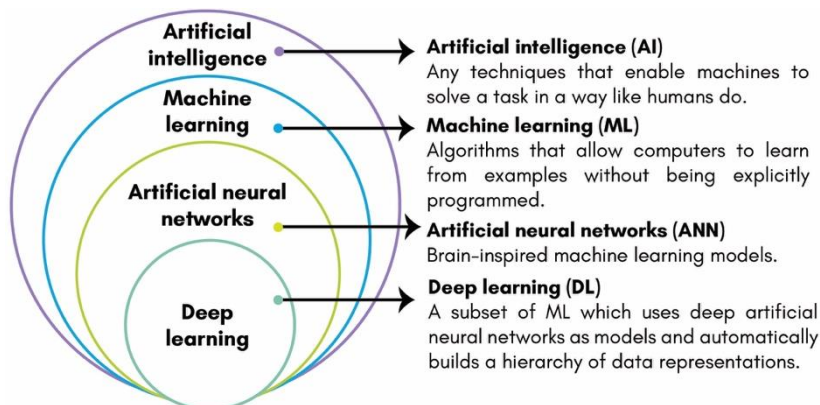 Artificial
intelligence
Machine
learning
Artificial neural
networks
Deep
learning
Artificial intelligence (AI)
Any techniques that enable machines to
solve a task in a way like humans do.
Machine learning (ML)
Algorithms that allow computers to learn
from examples without being explicitly
programmed.
Artificial neural networks (ANN)
Brain-inspired machine learning models.
Deep learning (DL)
A subset of ML which uses deep artificial
neural networks as models and automatically
builds a hierarchy of data representations.